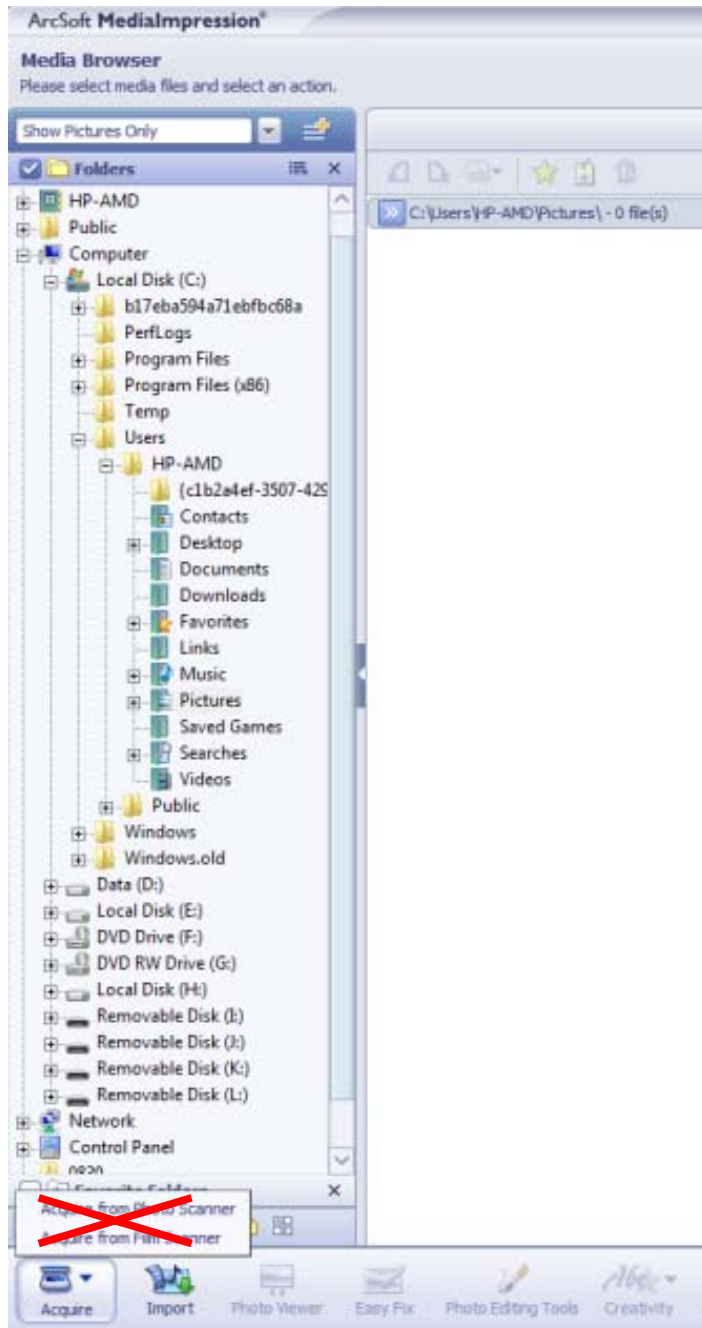 ArcSoft MediaImpression®
Media Browser
Please select media files and select an action.
Show Pictures Only
Folders
C:\Users\HP-AMD\Pictures\ - 0 file(s)
HP-AMD
Public
Computer
Local Disk (C:)
b17eba594a71ebfbc68a
PerfLogs
Program Files
Program Files (x86)
Temp
Users
HP-AMD
{c1b2a4ef-3507-429
Contacts
Desktop
Documents
Downloads
Favorites
Links
Music
Pictures
Saved Games
Searches
Videos
Public
Windows
Windows.old
Data (D:)
Local Disk (E:)
DVD Drive (F:)
DVD RW Drive (G:)
Local Disk (H:)
Removable Disk (I:)
Removable Disk (J:)
Removable Disk (K:)
Removable Disk (L:)
Network
Control Panel
Acquire from Photo Scanner
Acquire from Film Scanner
Acquire
Import
Photo Viewer
Easy Fix
Photo Editing Tools
Creativity